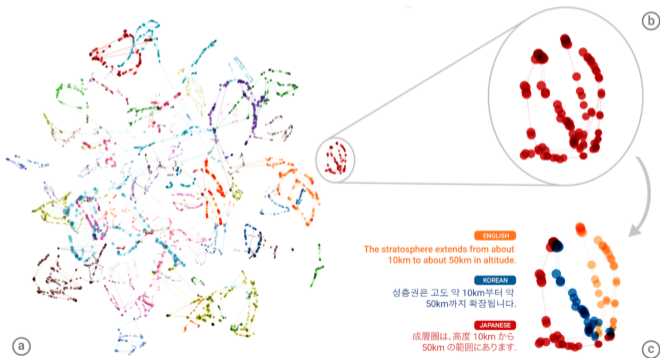 b
ENGLISH
The stratosphere extends from about
10km to about 50km in altitude.
KOREAN
성층권은 고도 약 10km부터 약
50km까지 확장됩니다.
JAPANESE
成層圏は、高度 10km から
50km の範囲にあります。
a
c